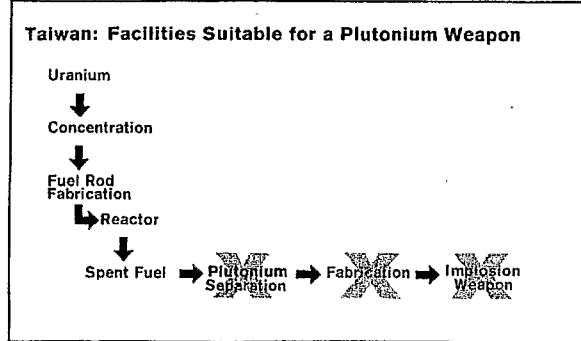 Taiwan: Facilities Suitable for a Plutonium Weapon
Uranium
Concentration
Fuel Rod
Fabrication
Reactor
Spent Fuel
Plutonium
Separation
Fabrication
Implosion
Weapon